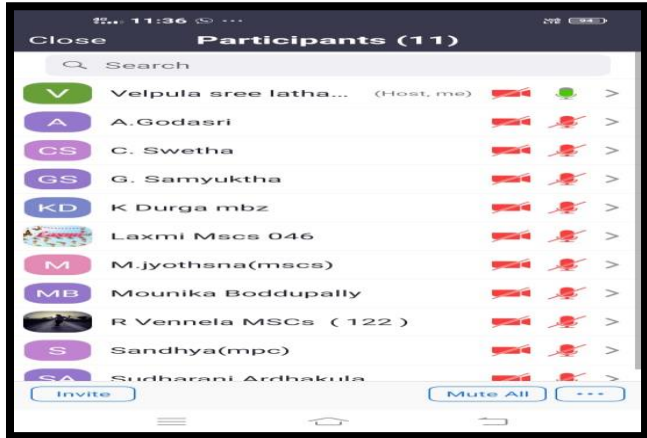 11:36
94
Close Participants (11)
Search
V Velpula sree latha... (Host, me)
A A.Godasri
CS C. Swetha
GS G. Samyuktha
KD K Durga mbz
Laxmi Mscs 046
M M.jyothsna(mscs)
MB Mounika Boddupally
R Vennela MSCs ( 122 )
S Sandhya(mpc)
SA Sudharani Ardhakula
Invite Mute All ...